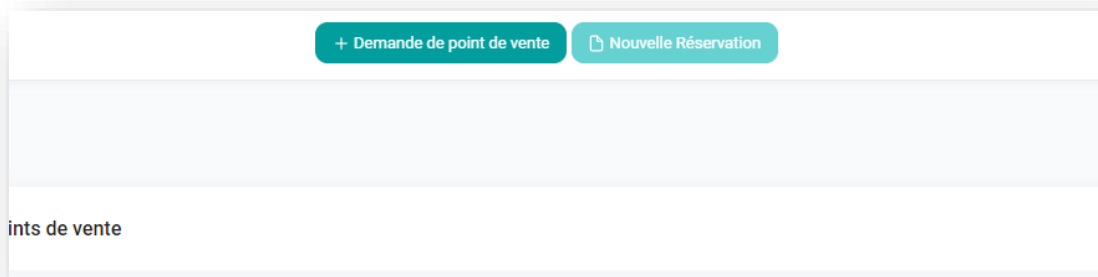 + Demande de point de vente
Nouvelle Réservation
ints de vente